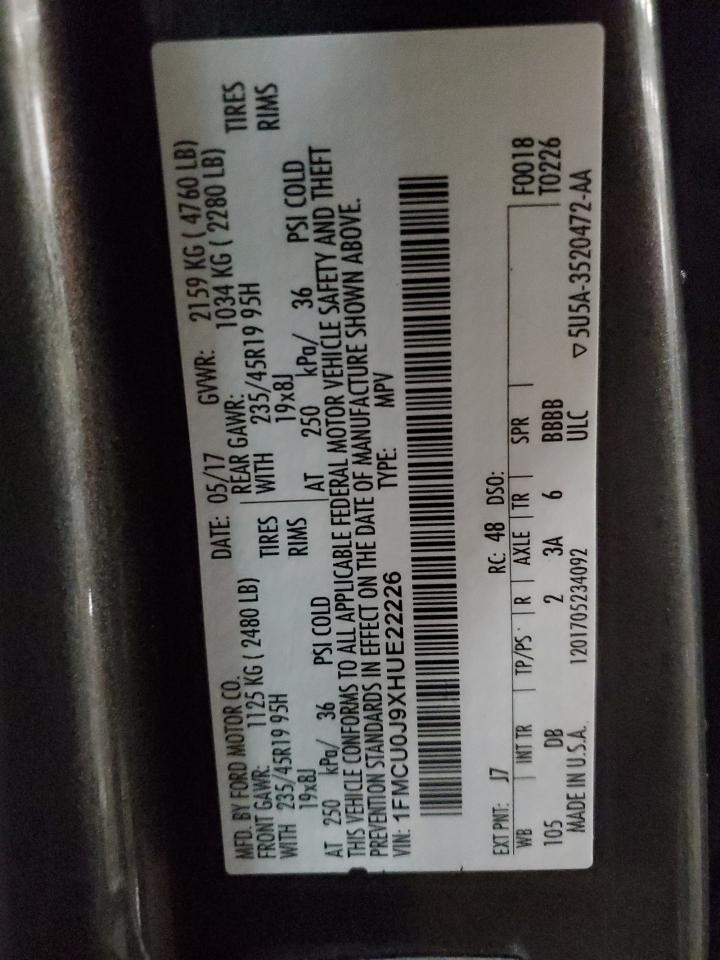 MFD. BY FORD MOTOR CO. DATE: 05/17 GVWR: 2159 KG ( 4760 LB)
FRONT GAWR: 1125 KG ( 2480 LB) REAR GAWR: 1034 KG ( 2280 LB)
WITH 235/45R19 95H TIRES WITH 235/45R19 95H TIRES
19x8J RIMS 19x8J RIMS
AT 250 kPa/ 36 PSI COLD AT 250 kPa/ 36 PSI COLD
THIS VEHICLE CONFORMS TO ALL APPLICABLE FEDERAL MOTOR VEHICLE SAFETY AND THEFT
PREVENTION STANDARDS IN EFFECT ON THE DATE OF MANUFACTURE SHOWN ABOVE.
VIN: 1FMCU0J9XHUE22226 TYPE: MPV
EXT PNT: J7 RC: 48 DSO: F0018
WB INT TR TP/PS R AXLE TR SPR T0226
105 DB 2 3A 6 BBBB
MADE IN U.S.A. 1201705234092 ULC ▽ 5U5A-3520472-AA